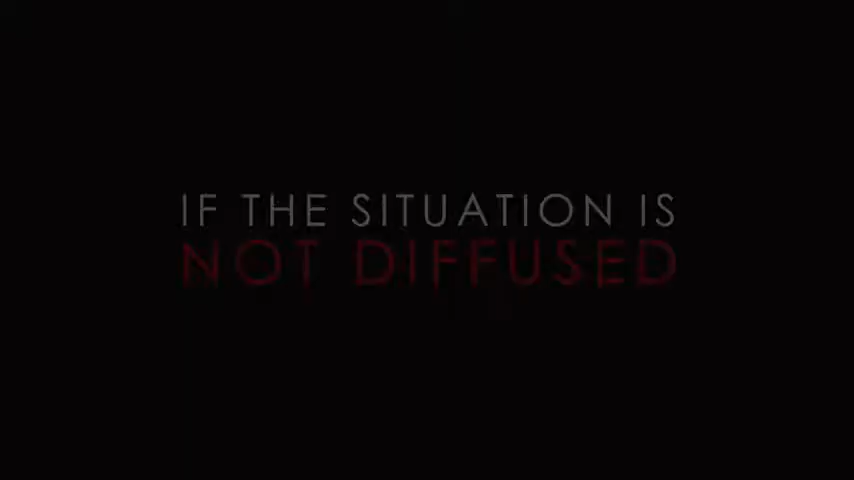 IF THE SITUATION IS
NOT DIFFUSED